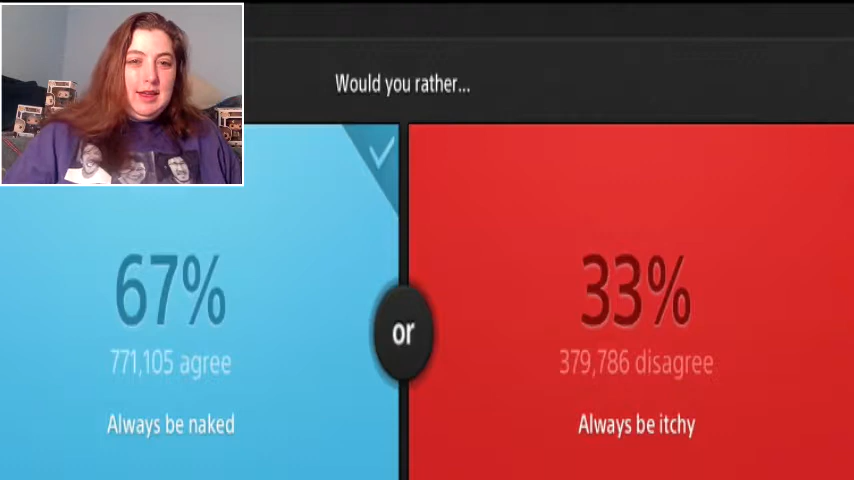 Would you rather...
67%
771,105 agree
Always be naked
or
33%
379,786 disagree
Always be itchy